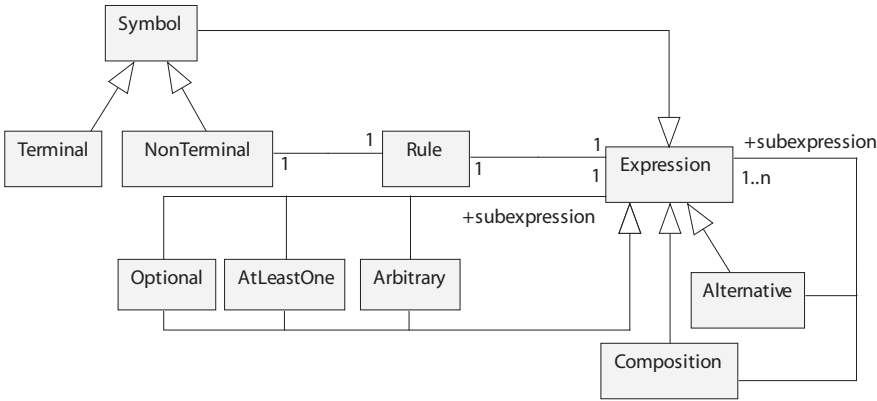 Symbol
Terminal
NonTerminal
1
1
Rule
1
1
Expression
+subexpression
1..n
1
+subexpression
Optional
AtLeastOne
Arbitrary
Alternative
Composition